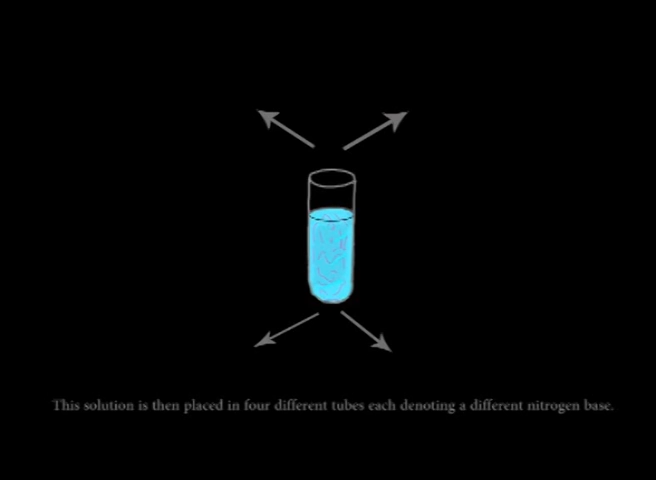 This solution is then placed in four different tubes each denoting a different nitrogen base.